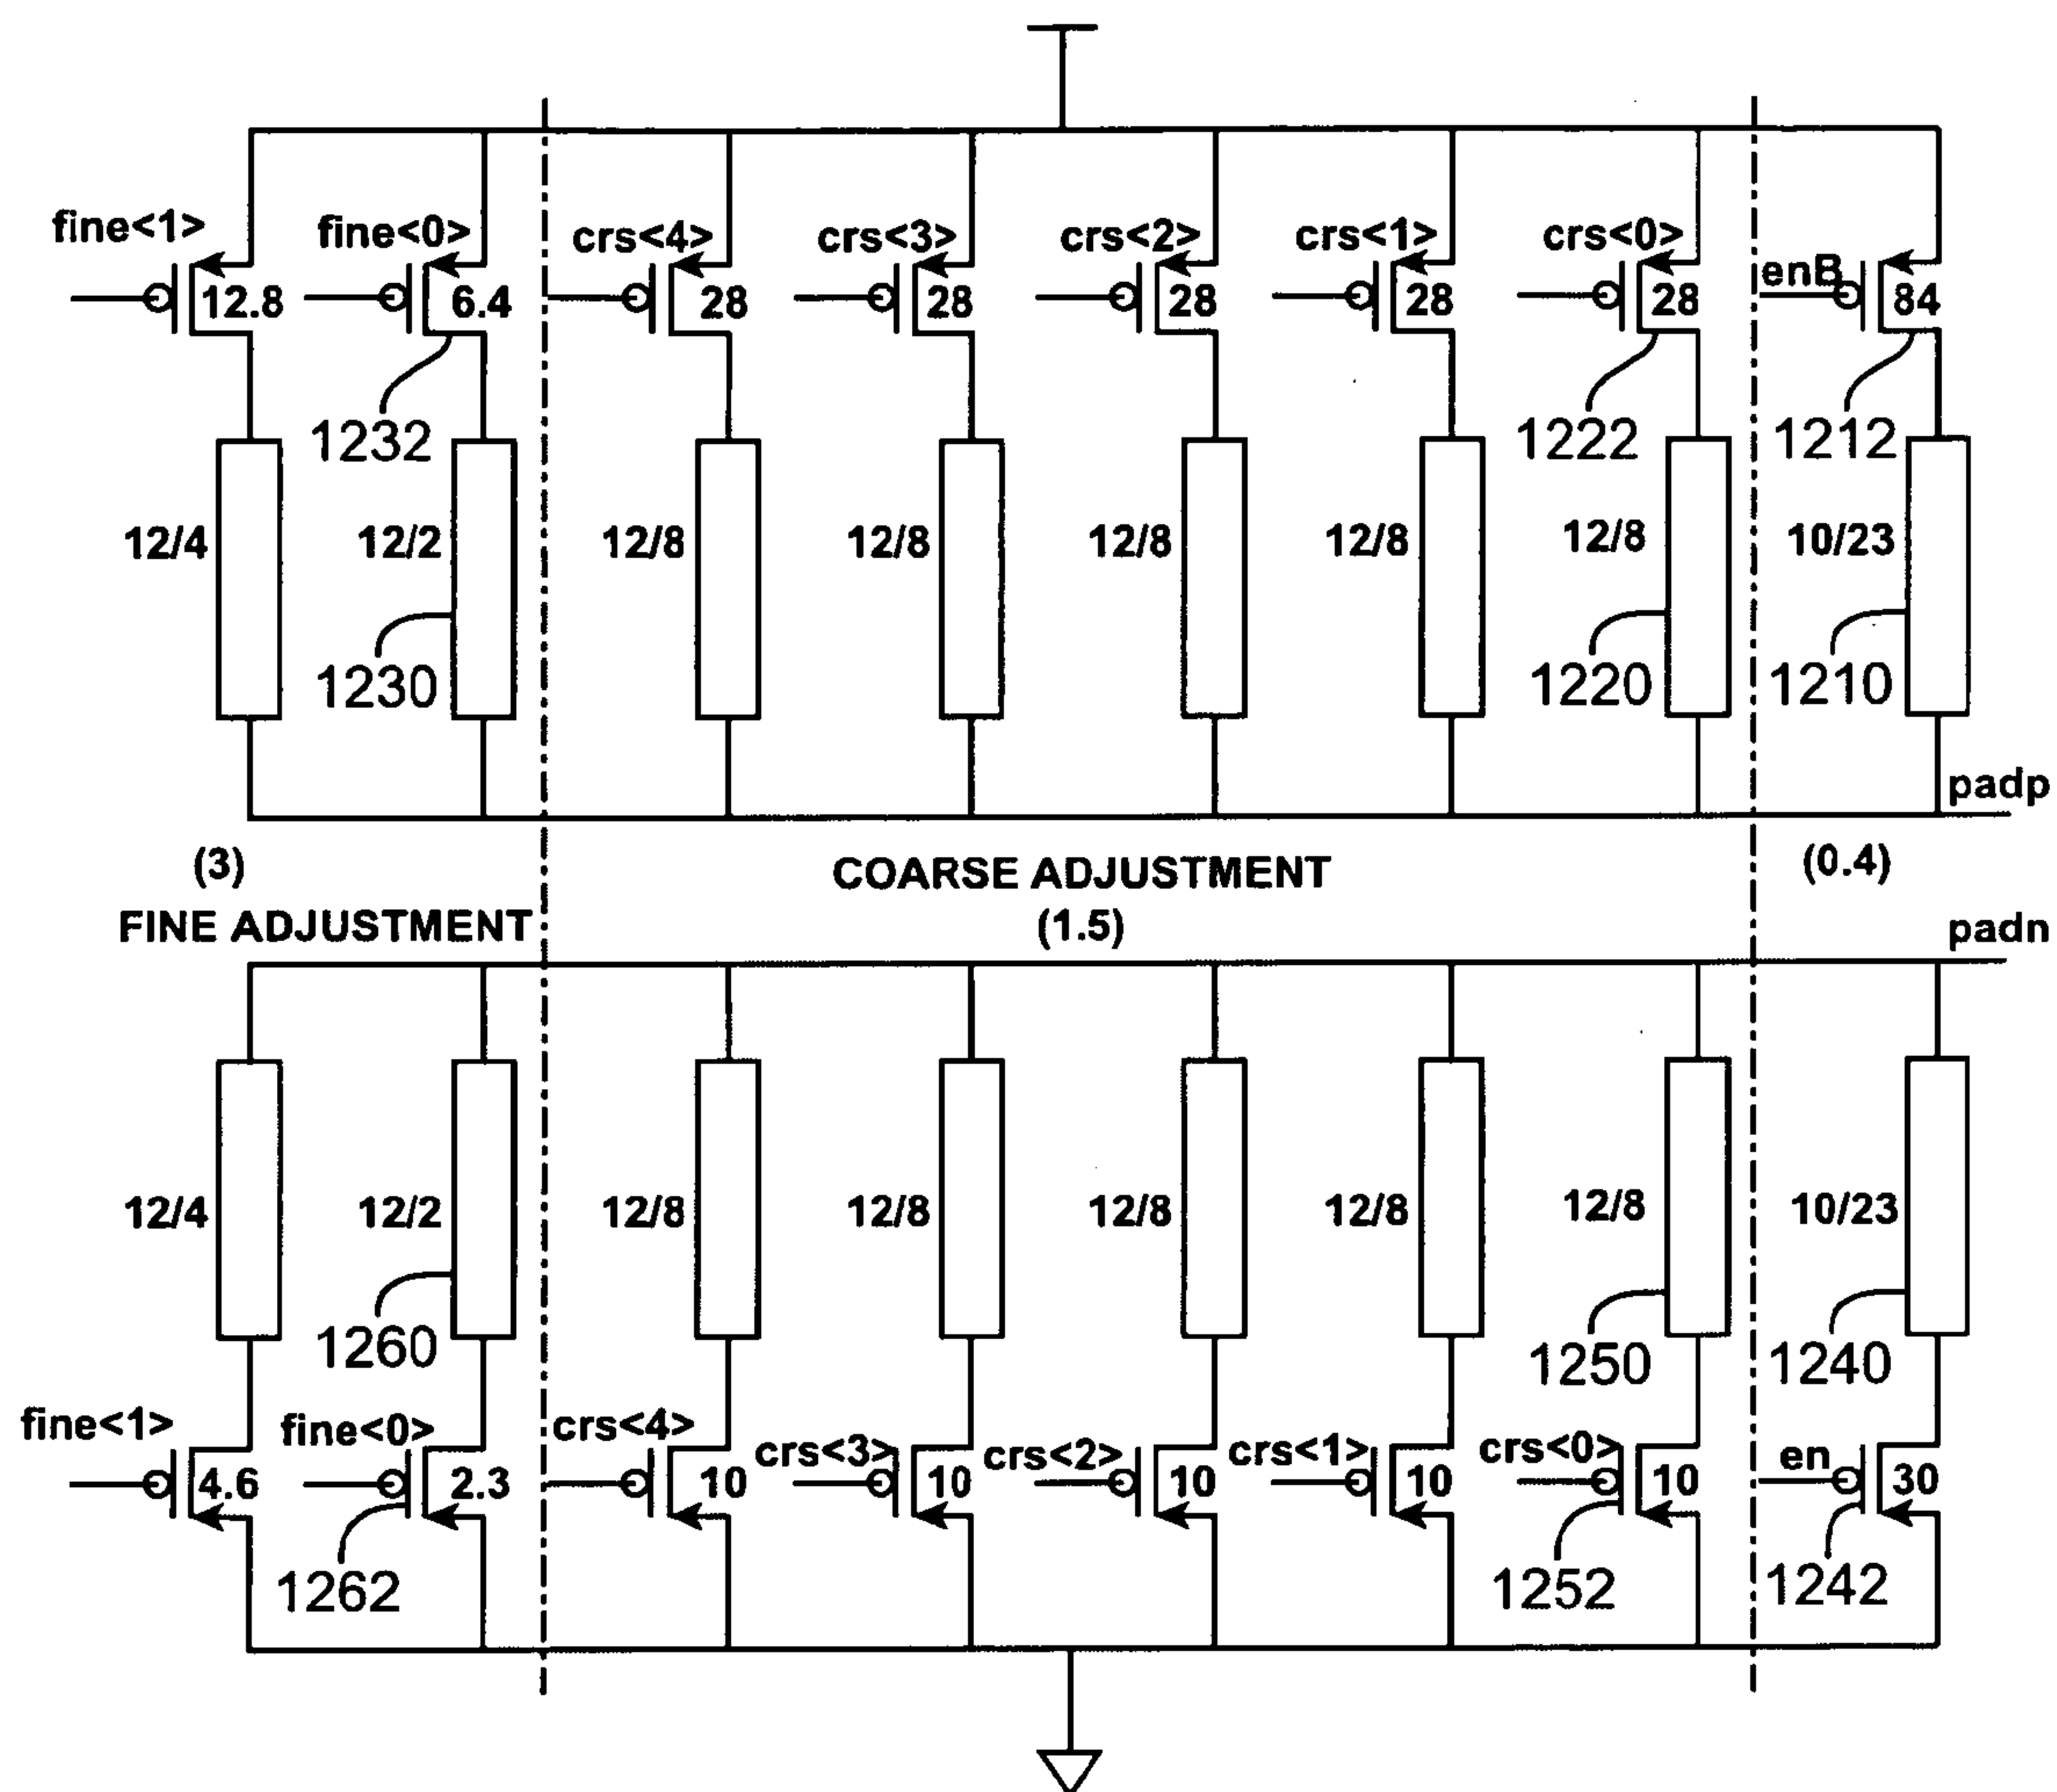 fine<1> fine<0> crs<4> crs<3> crs<2> crs<1> crs<0> enB
12.8 6.4 28 28 28 28 28 84
1232 1222 1212
12/4 12/2 12/8 12/8 12/8 12/8 12/8 10/23
1230 1220 1210
padp
(3) COARSE ADJUSTMENT (0.4)
FINE ADJUSTMENT (1.5) padn
12/4 12/2 12/8 12/8 12/8 12/8 12/8 10/23
1260 1250 1240
fine<1> fine<0> crs<4> crs<3> crs<2> crs<1> crs<0> en
4.6 2.3 10 10 10 10 10 30
1262 1252 1242